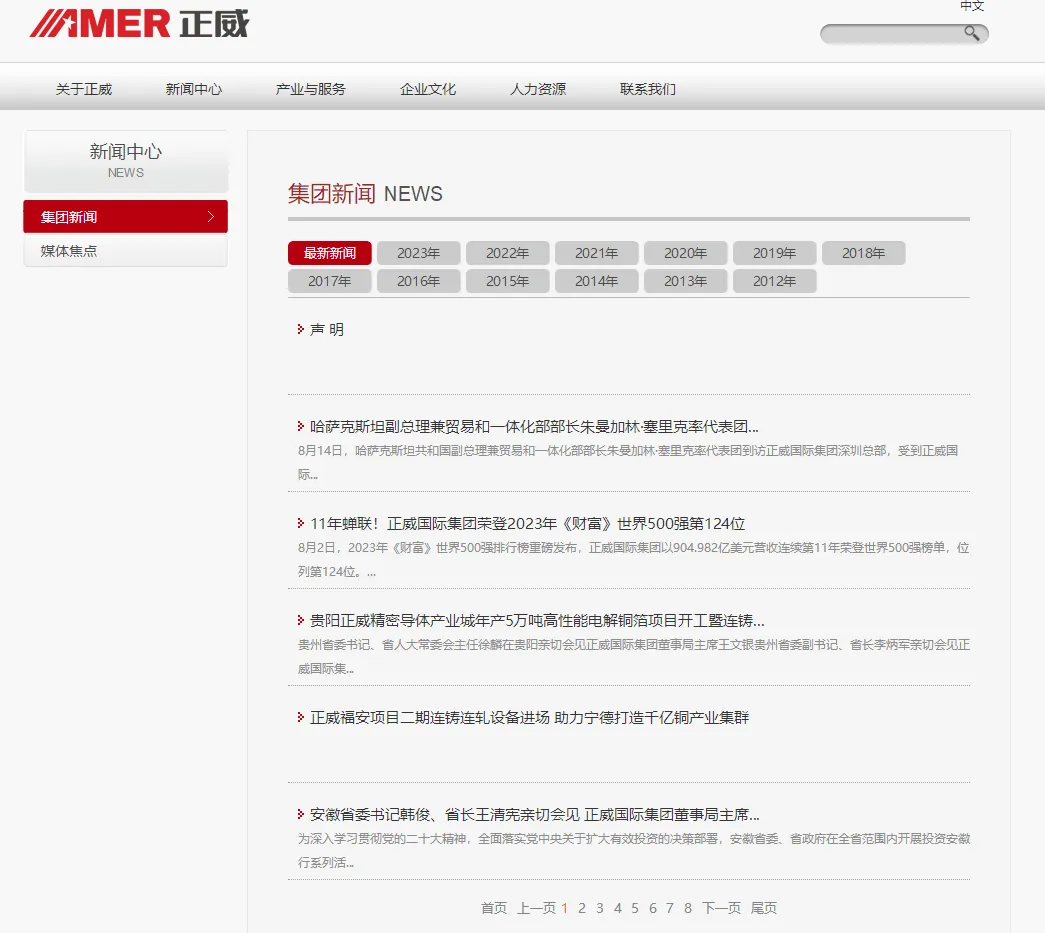 中文
AMER 正威
关于正威 新闻中心 产业与服务 企业文化 人力资源 联系我们
新闻中心
NEWS
集团新闻
媒体焦点
集团新闻 NEWS
最新新闻 2023年 2022年 2021年 2020年 2019年 2018年
2017年 2016年 2015年 2014年 2013年 2012年
声 明
哈萨克斯坦副总理兼贸易和一体化部部长朱曼加林·塞里克率代表团...
8月14日，哈萨克斯坦共和国副总理兼贸易和一体化部部长朱曼加林·塞里克率代表团到访正威国际集团深圳总部，受到正威国
际...
11年蝉联！正威国际集团荣登2023年《财富》世界500强第124位
8月2日，2023年《财富》世界500强排行榜重磅发布，正威国际集团以904.982亿美元营收连续第11年荣登世界500强榜单，位
列第124位。...
贵阳正威精密导体产业城年产5万吨高性能电解铜箔项目开工暨连铸...
贵州省委书记、省人大常委会主任徐麟在贵阳亲切会见正威国际集团董事局主席王文银贵州省委副书记、省长李炳军亲切会见正
威国际集...
正威福安项目二期连铸连轧设备进场 助力宁德打造千亿铜产业集群
安徽省委书记韩俊、省长王清宪亲切会见 正威国际集团董事局主席...
为深入学习贯彻党的二十大精神，全面落实党中央关于扩大有效投资的决策部署，安徽省委、省政府在全省范围内开展投资安徽
行系列活...
首页 上一页 1 2 3 4 5 6 7 8 下一页 尾页